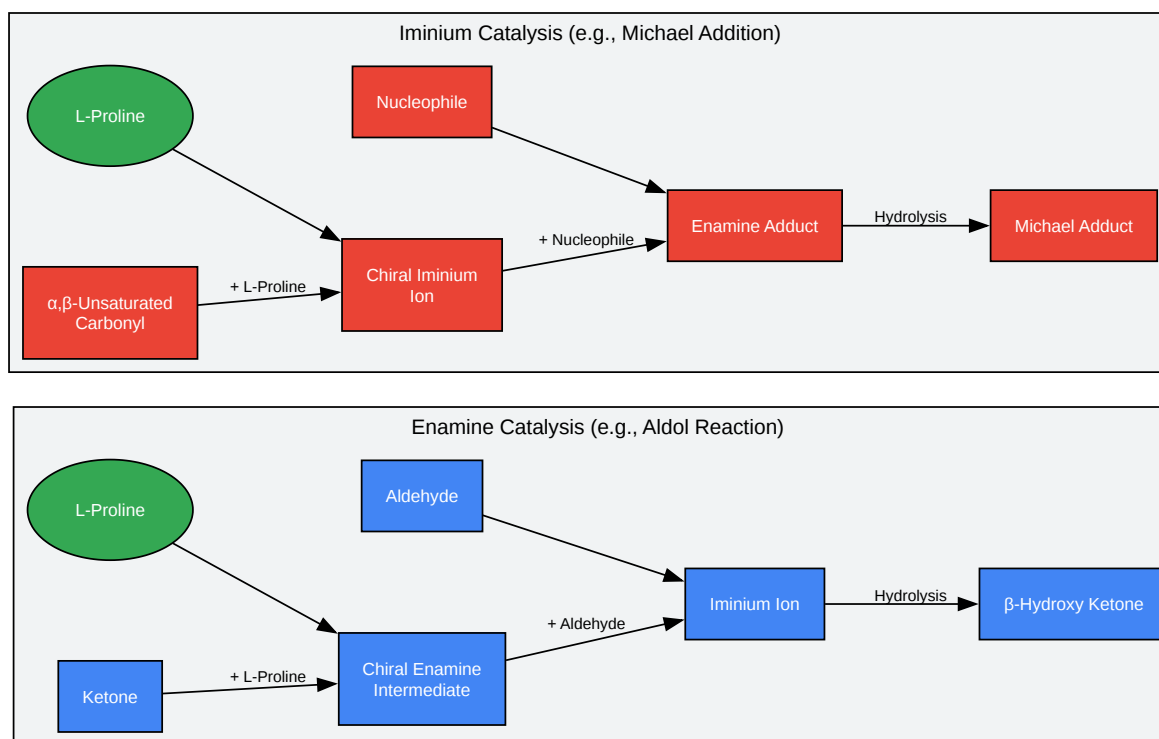 Iminium Catalysis (e.g., Michael Addition)
L-Proline
Nucleophile
Enamine Adduct
Hydrolysis
Michael Adduct
+ Nucleophile
Chiral Iminium
Ion
+ L-Proline
α,β-Unsaturated
Carbonyl
Enamine Catalysis (e.g., Aldol Reaction)
L-Proline
Aldehyde
Iminium Ion
Hydrolysis
β-Hydroxy Ketone
+ Aldehyde
Chiral Enamine
Intermediate
+ L-Proline
Ketone